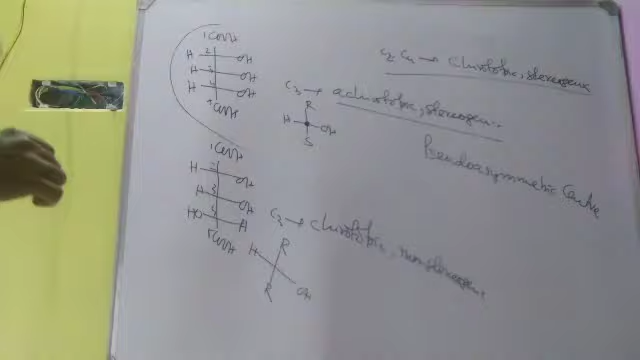 1COOH
H 2 OH
H 3 OH
H 4 OH
5COOH
C2 C4 → Chirotopic, stereogenic
C3 → achirotopic, stereogenic.
R
H OH
S
Pseudoasymmetric Centre
1COOH
H 2 OH
H 3 OH
HO 4 H
5COOH
C3 → Chirotopic, nonstereogenic
R
H
R OH